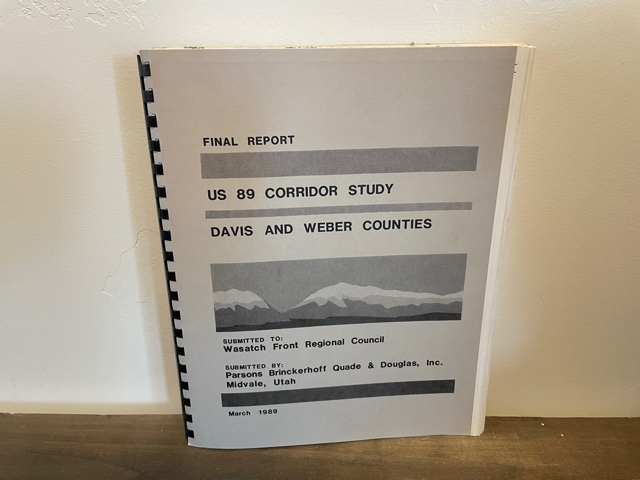 FINAL REPORT
US 89 CORRIDOR STUDY
DAVIS AND WEBER COUNTIES
SUBMITTED TO:
Wasatch Front Regional Council
SUBMITTED BY:
Parsons Brinckerhoff Quade & Douglas, Inc.
Midvale, Utah
March 1989